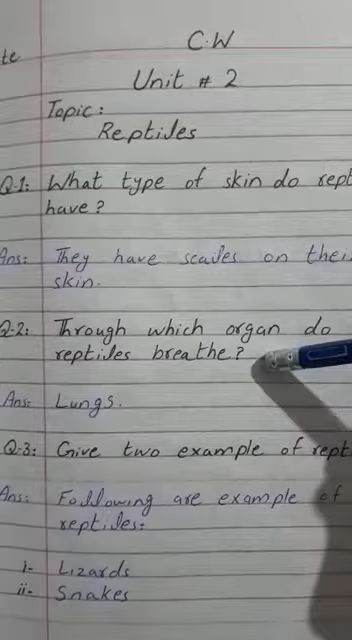 te
C.W
Unit # 2
Topic:
Reptiles
Q.1: What type of skin do rept
have?
Ans: They have scales on thei
skin.
Q.2: Through which organ do
reptiles breathe?
Ans: Lungs.
Q.3: Give two example of rept
Ans: Following are example of
reptiles:
i- Lizards
ii- Snakes